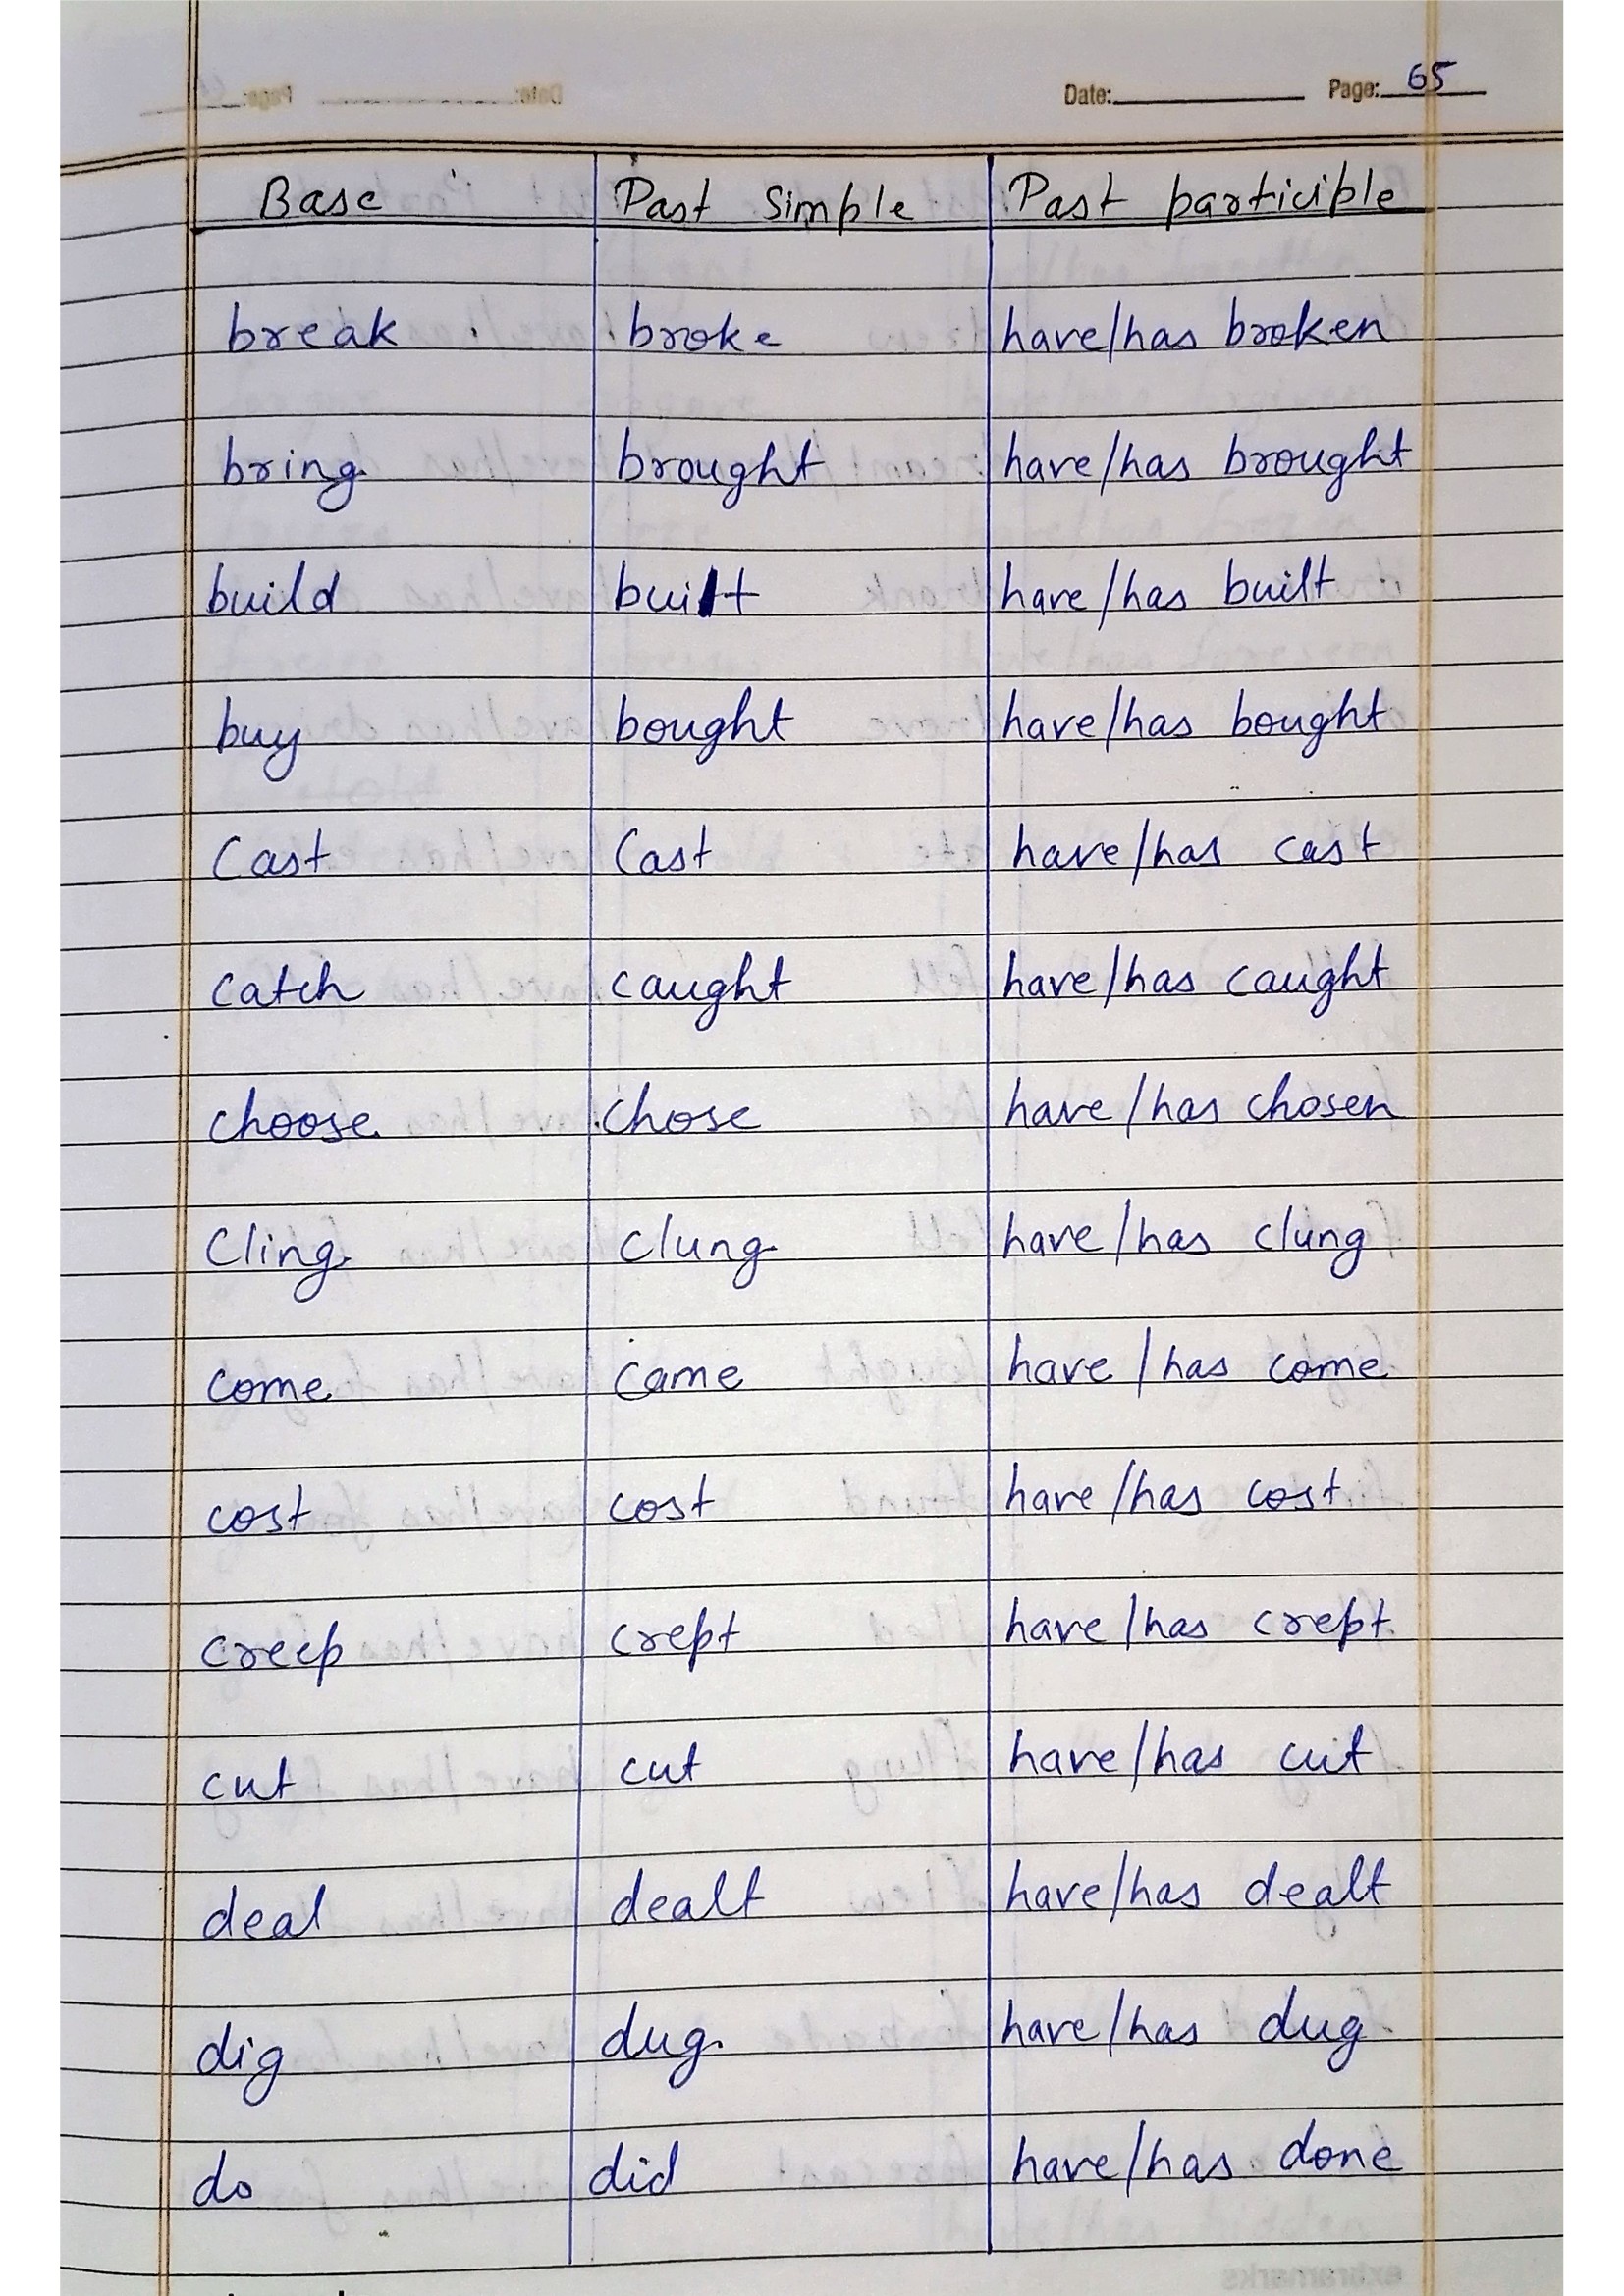 Date: Page: 65
Base Past Simple Past participle
break broke have/has broken
bring brought have/has brought
build built have/has built
buy bought have/has bought
Cast Cast have/has cast
catch caught have/has caught
choose chose have/has chosen
Cling clung have/has clung
come came have/has come
cost cost have/has cost
creep crept have/has crept
cut cut have/has cut
deal dealt have/has dealt
dig dug have/has dug
do did have/has done